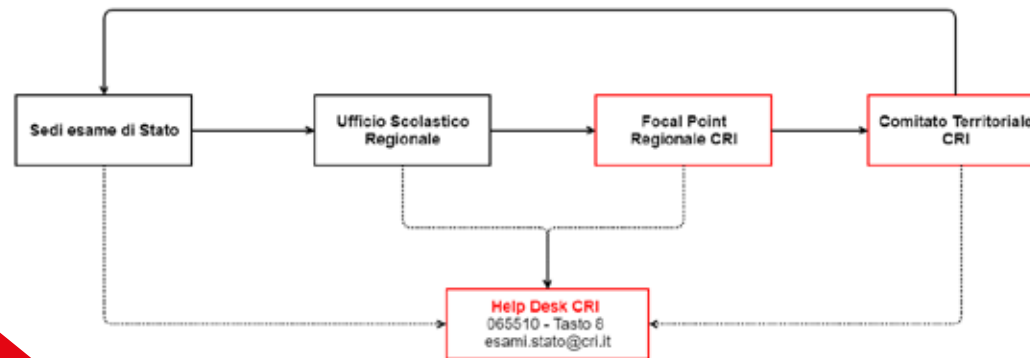 Sedi esame di Stato
Ufficio Scolastico
Regionale
Focal Point
Regionale CRI
Comitato Territoriale
CRI
Help Desk CRI
065510 - Tasto 8
esami.stato@cri.it